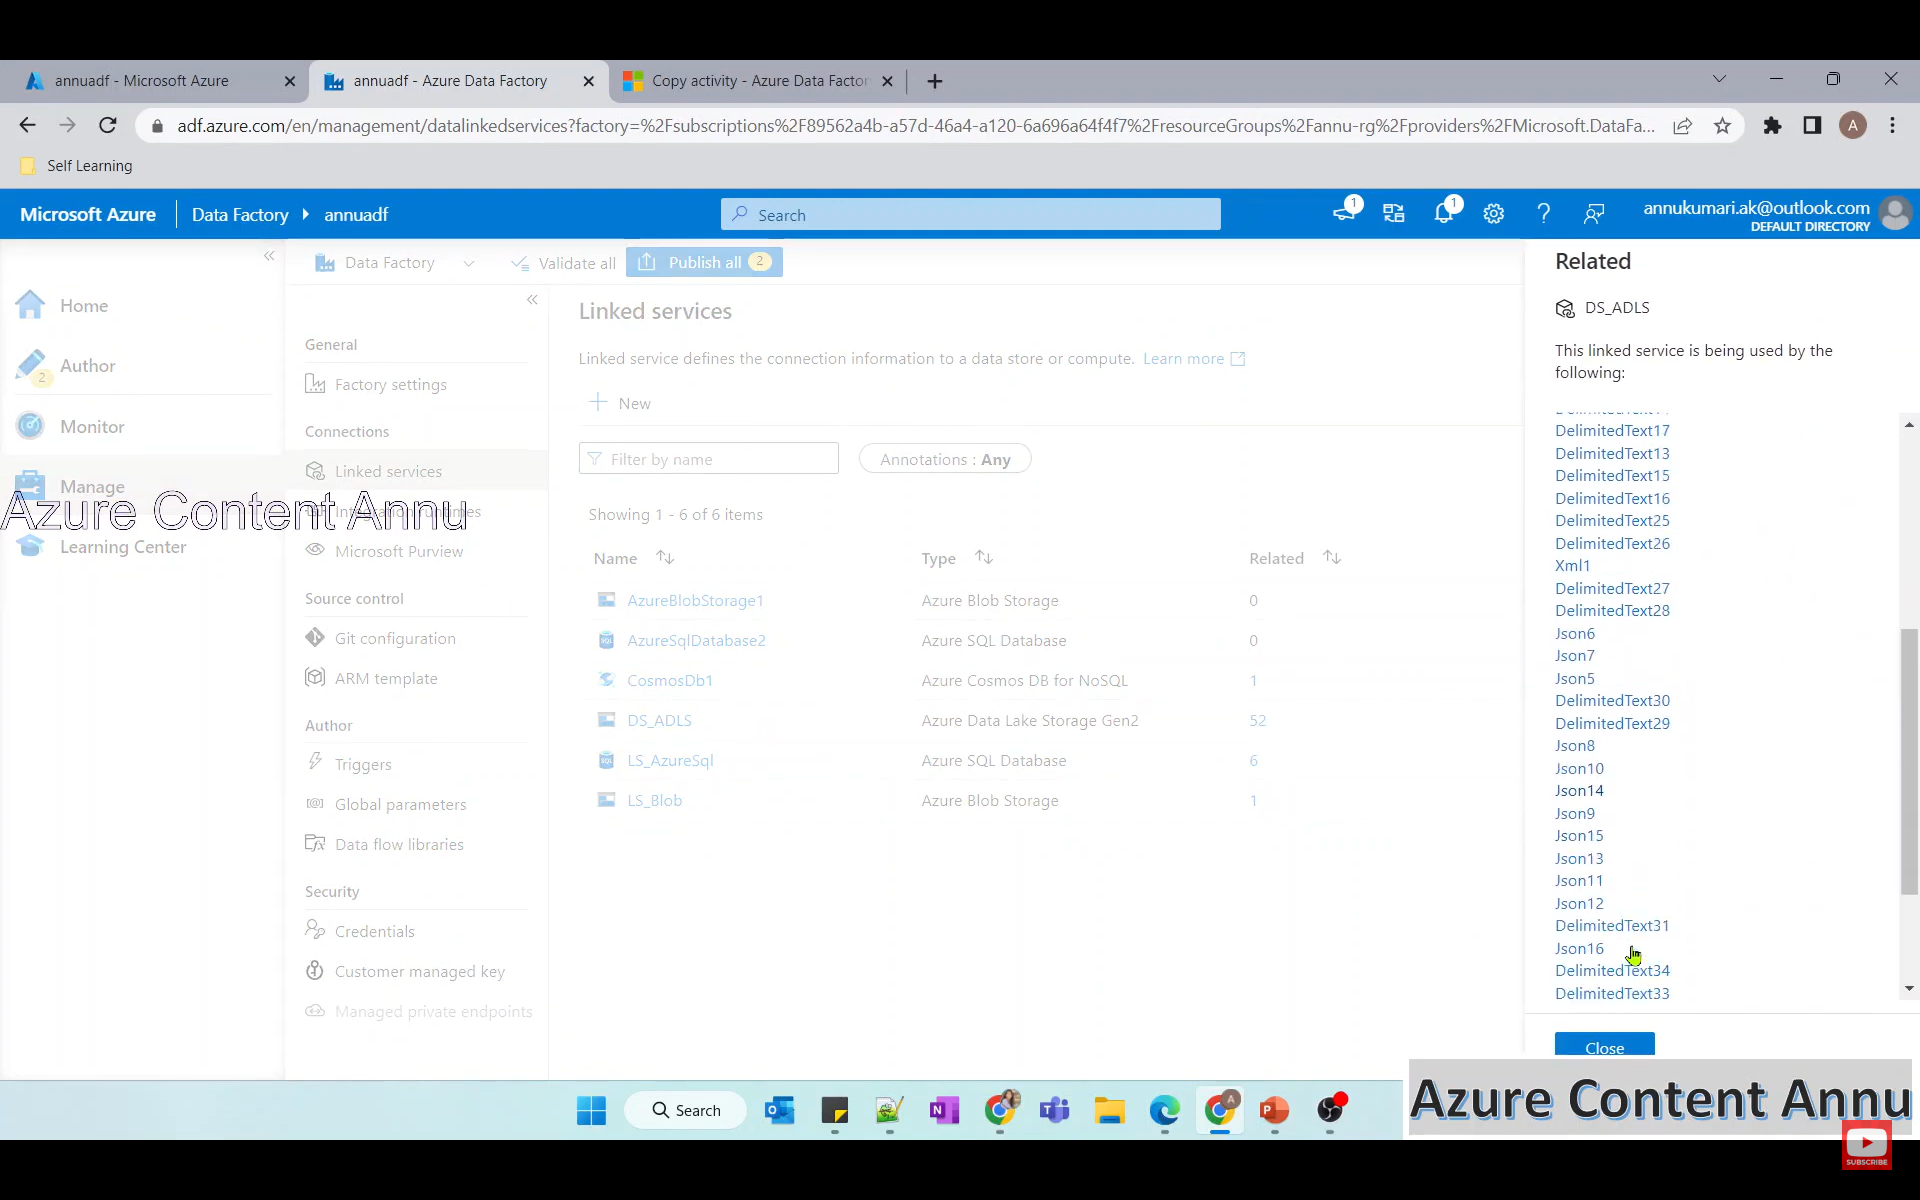 annuadf - Microsoft Azure
annuadf - Azure Data Factory
Copy activity - Azure Data Factor
adf.azure.com/en/management/datalinkedservices?factory=%2Fsubscriptions%2F89562a4b-a57d-46a4-a120-6a696a64f4f7%2FresourceGroups%2Fannu-rg%2Fproviders%2FMicrosoft.DataFa...
A
Self Learning
Microsoft Azure
Data Factory
annuadf
Search
1
1
annukumari.ak@outlook.com
DEFAULT DIRECTORY
Home
Author
2
Monitor
Manage
Learning Center
Azure Content Annu
Data Factory
Validate all
Publish all
2
General
Factory settings
Connections
Linked services
Integration runtimes
Microsoft Purview
Source control
Git configuration
ARM template
Author
Triggers
Global parameters
Data flow libraries
Security
Credentials
Customer managed key
Managed private endpoints
Linked services
Linked service defines the connection information to a data store or compute. Learn more
New
Filter by name
Annotations : Any
Showing 1 - 6 of 6 items
Name Type Related
AzureBlobStorage1 Azure Blob Storage 0
AzureSqlDatabase2 Azure SQL Database 0
CosmosDb1 Azure Cosmos DB for NoSQL 1
DS_ADLS Azure Data Lake Storage Gen2 52
LS_AzureSql Azure SQL Database 6
LS_Blob Azure Blob Storage 1
Related
DS_ADLS
This linked service is being used by the
following:
DelimitedText17
DelimitedText13
DelimitedText15
DelimitedText16
DelimitedText25
DelimitedText26
Xml1
DelimitedText27
DelimitedText28
Json6
Json7
Json5
DelimitedText30
DelimitedText29
Json8
Json10
Json14
Json9
Json15
Json13
Json11
Json12
DelimitedText31
Json16
DelimitedText34
DelimitedText33
Close
Search
A
Azure Content Annu
SUBSCRIBE